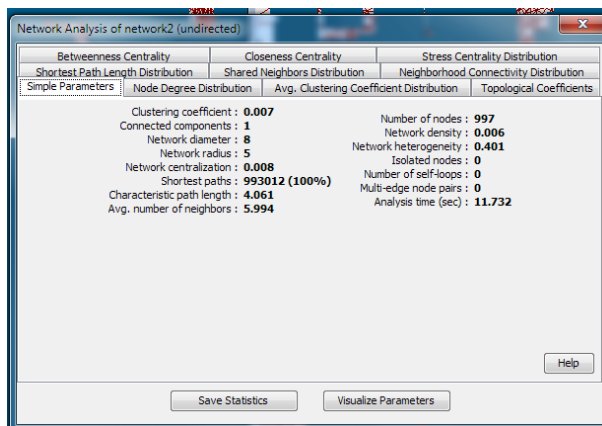 Network Analysis of network2 (undirected)
Betweenness Centrality
Closeness Centrality
Stress Centrality Distribution
Shortest Path Length Distribution
Shared Neighbors Distribution
Neighborhood Connectivity Distribution
Simple Parameters
Node Degree Distribution
Avg. Clustering Coefficient Distribution
Topological Coefficients
Clustering coefficient : 0.007
Connected components : 1
Network diameter : 8
Network radius : 5
Network centralization : 0.008
Shortest paths : 993012 (100%)
Characteristic path length : 4.061
Avg. number of neighbors : 5.994
Number of nodes : 997
Network density : 0.006
Network heterogeneity : 0.401
Isolated nodes : 0
Number of self-loops : 0
Multi-edge node pairs : 0
Analysis time (sec) : 11.732
Help
Save Statistics
Visualize Parameters